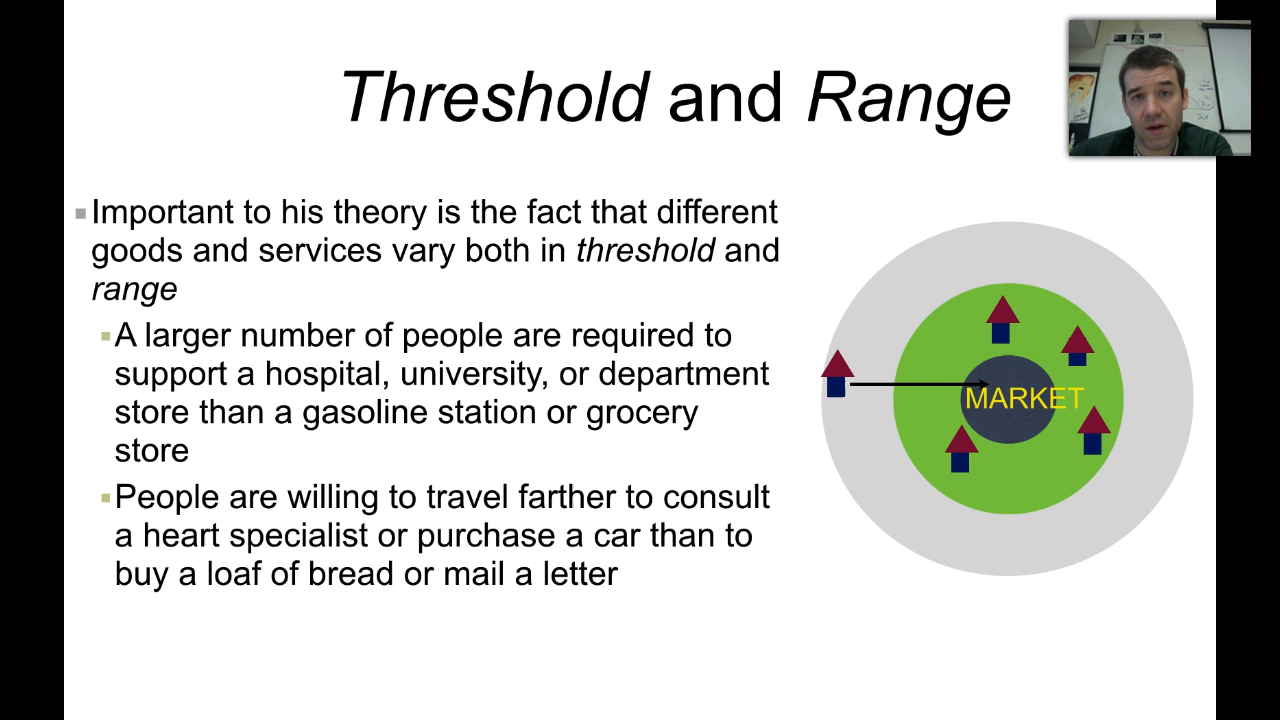 Threshold and Range
Important to his theory is the fact that different
goods and services vary both in threshold and
range
A larger number of people are required to
support a hospital, university, or department
store than a gasoline station or grocery
store
People are willing to travel farther to consult
a heart specialist or purchase a car than to
buy a loaf of bread or mail a letter
MARKET